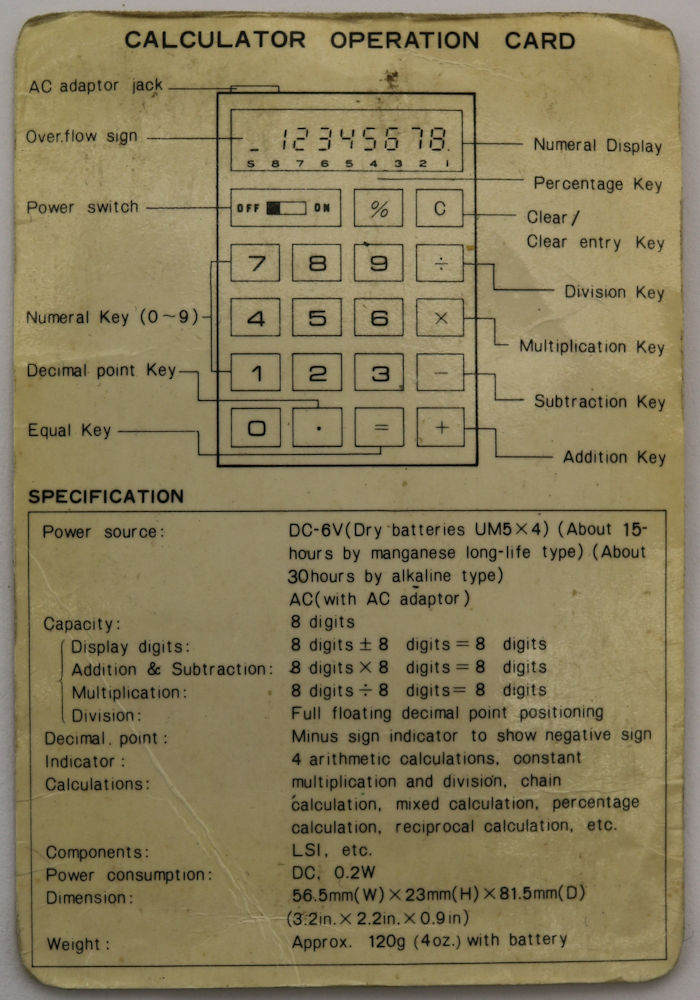 CALCULATOR OPERATION CARD
AC adaptor jack
Over.flow sign
_ 12345678.
S 8 7 6 5 4 3 2 1
Numeral Display
Percentage Key
Power switch
OFF ON
% C
Clear/
Clear entry Key
7 8 9 ÷
Division Key
Numeral Key (0~9)
4 5 6 ×
Multiplication Key
Decimal point Key
1 2 3 −
Subtraction Key
Equal Key
0 . = +
Addition Key
SPECIFICATION
Power source: DC-6V(Dry batteries UM5×4) (About 15-
hours by manganese long-life type) (About
30hours by alkaline type)
AC(with AC adaptor)
Capacity: 8 digits
Display digits: 8 digits ± 8 digits = 8 digits
Addition & Subtraction: 8 digits × 8 digits = 8 digits
Multiplication: 8 digits ÷ 8 digits = 8 digits
Division: Full floating decimal point positioning
Decimal. point: Minus sign indicator to show negative sign
Indicator: 4 arithmetic calculations, constant
Calculations: multiplication and division, chain
calculation, mixed calculation, percentage
calculation, reciprocal calculation, etc.
Components: LSI, etc.
Power consumption: DC, 0.2W
Dimension: 56.5mm(W)×23mm(H)×81.5mm(D)
(3.2in.×2.2in.×0.9in)
Weight: Approx. 120g (4oz.) with battery